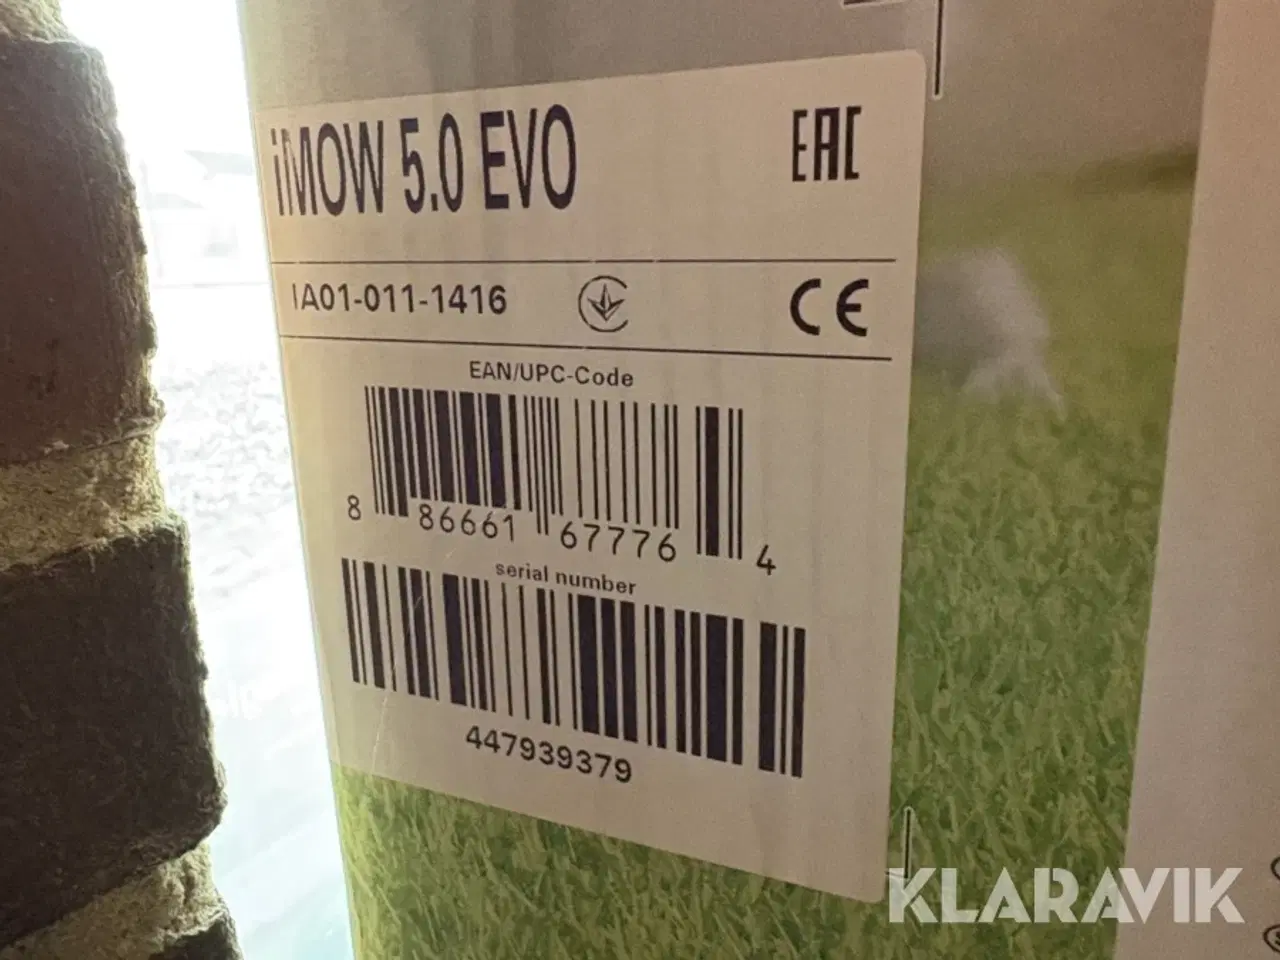 iMOW 5.0 EVO
EAC
IA01-011-1416
CE
EAN/UPC-Code
8 86661 67776 4
serial number
447939379
KLARAVIK